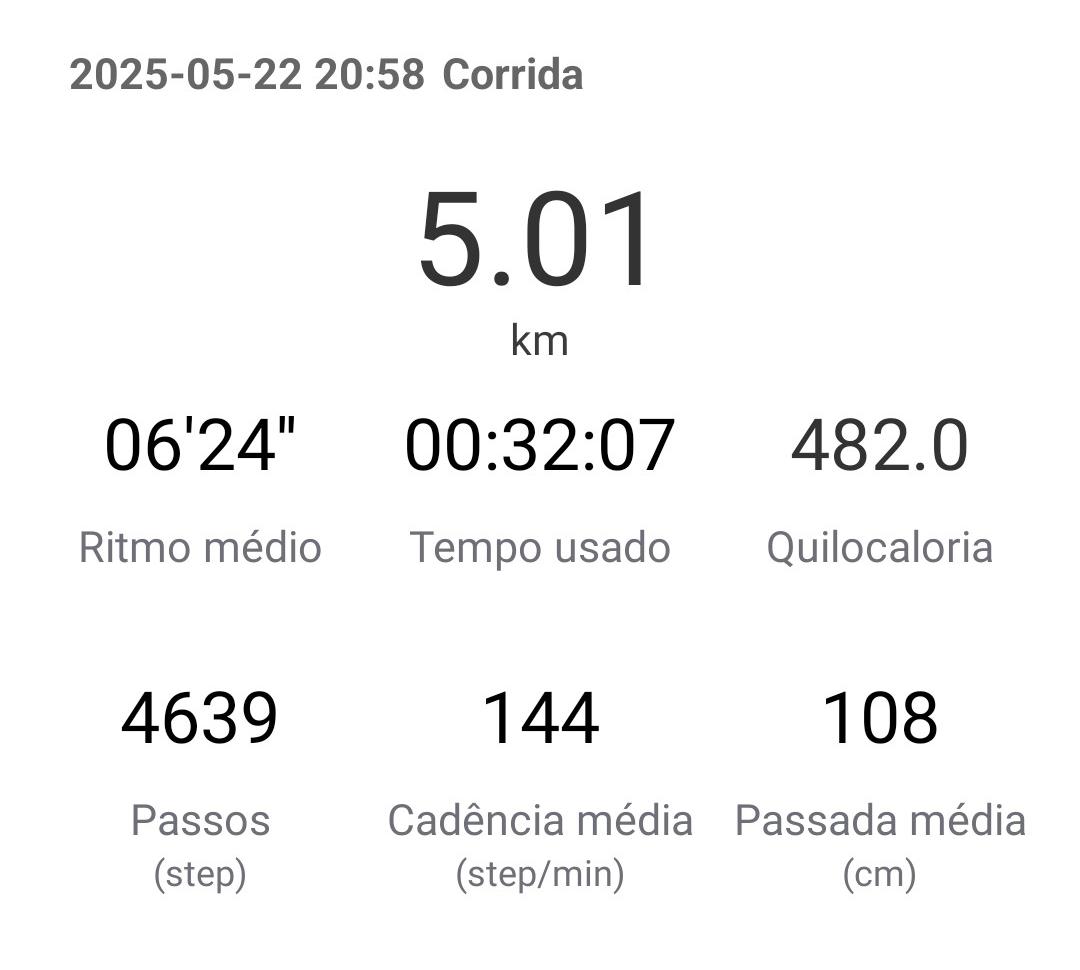 2025-05-22 20:58 Corrida
5.01
km
06'24" 00:32:07 482.0
Ritmo médio Tempo usado Quilocaloria
4639 144 108
Passos Cadência média Passada média
(step) (step/min) (cm)